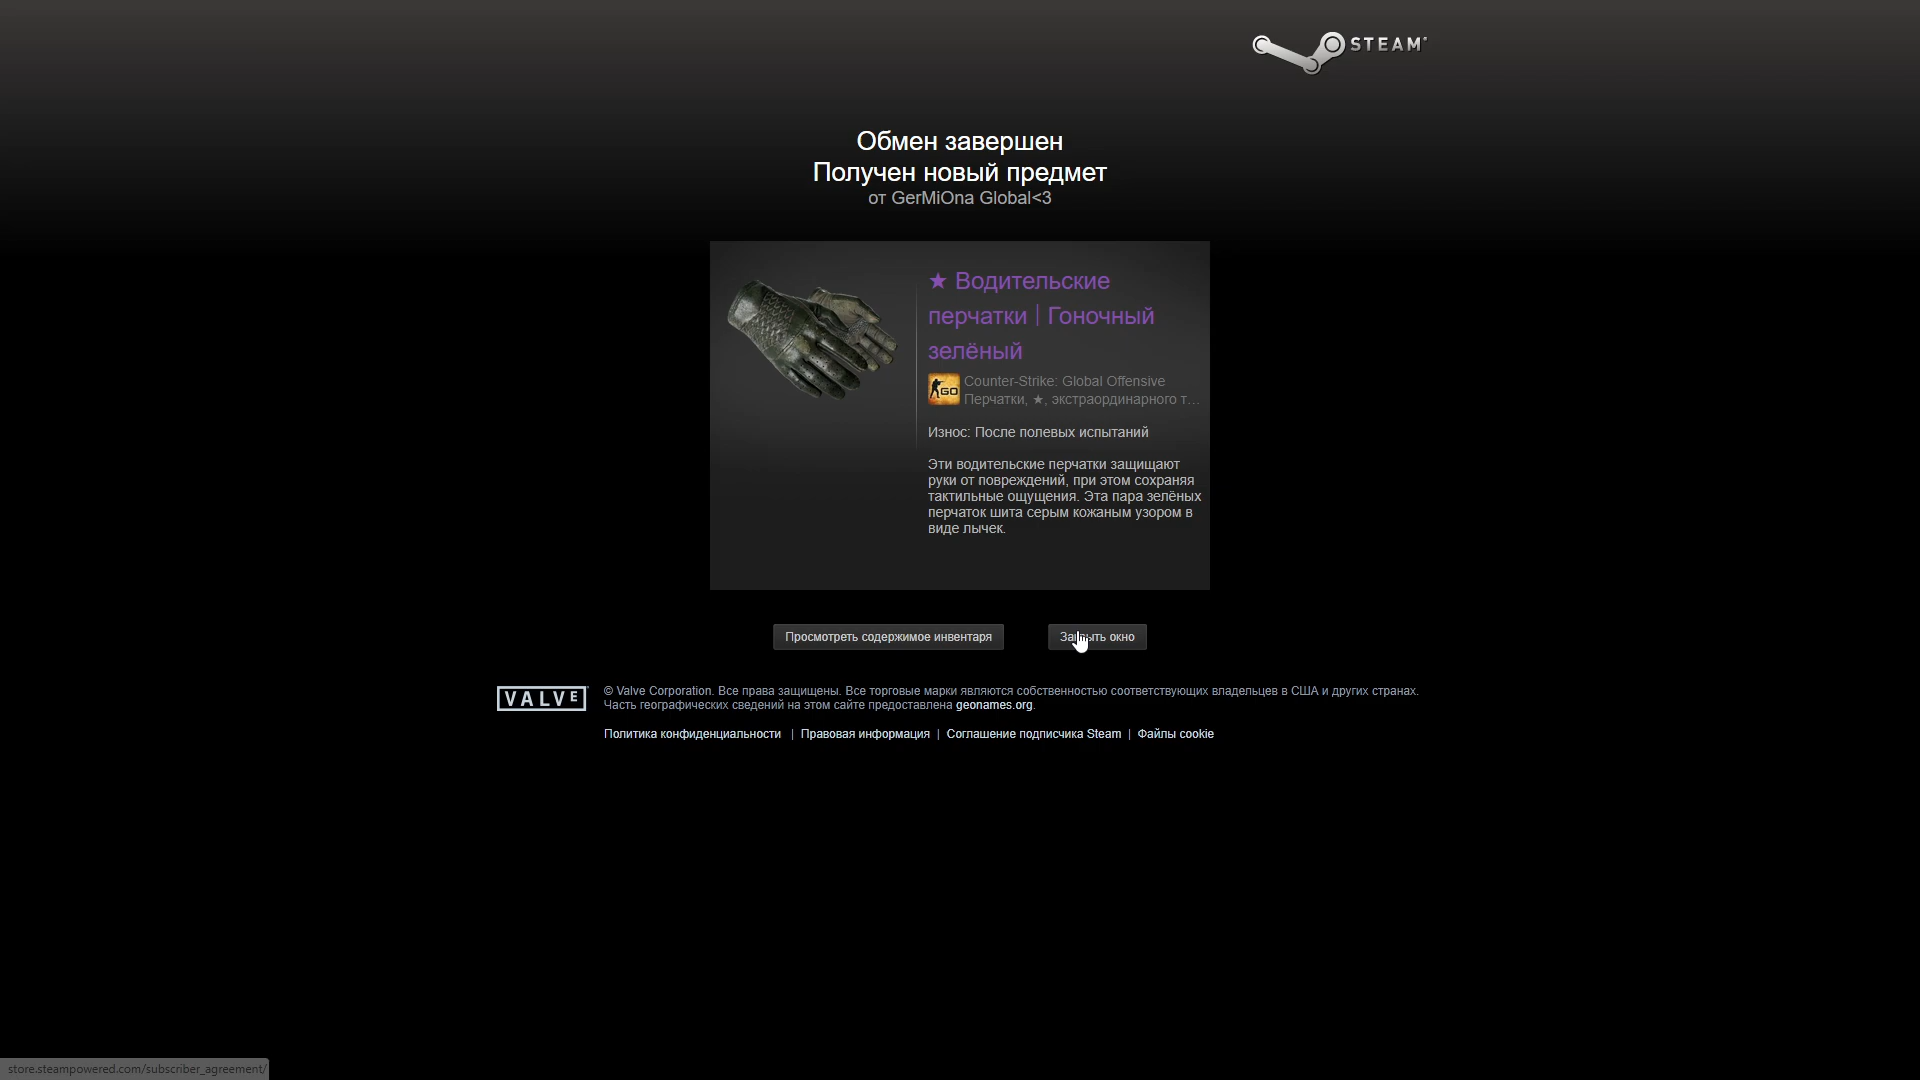 STEAM
Обмен завершен
Получен новый предмет
от GerMiOna Global<3
★ Водительские
перчатки | Гоночный
зелёный
GO
Counter-Strike: Global Offensive
Перчатки, ★, экстраординарного т...
Износ: После полевых испытаний
Эти водительские перчатки защищают
руки от повреждений, при этом сохраняя
тактильные ощущения. Эта пара зелёных
перчаток шита серым кожаным узором в
виде лычек.
Просмотреть содержимое инвентаря
Закрыть окно
VALVE
© Valve Corporation. Все права защищены. Все торговые марки являются собственностью соответствующих владельцев в США и других странах.
Часть географических сведений на этом сайте предоставлена geonames.org.
Политика конфиденциальности | Правовая информация | Соглашение подписчика Steam | Файлы cookie
store.steampowered.com/subscriber_agreement/